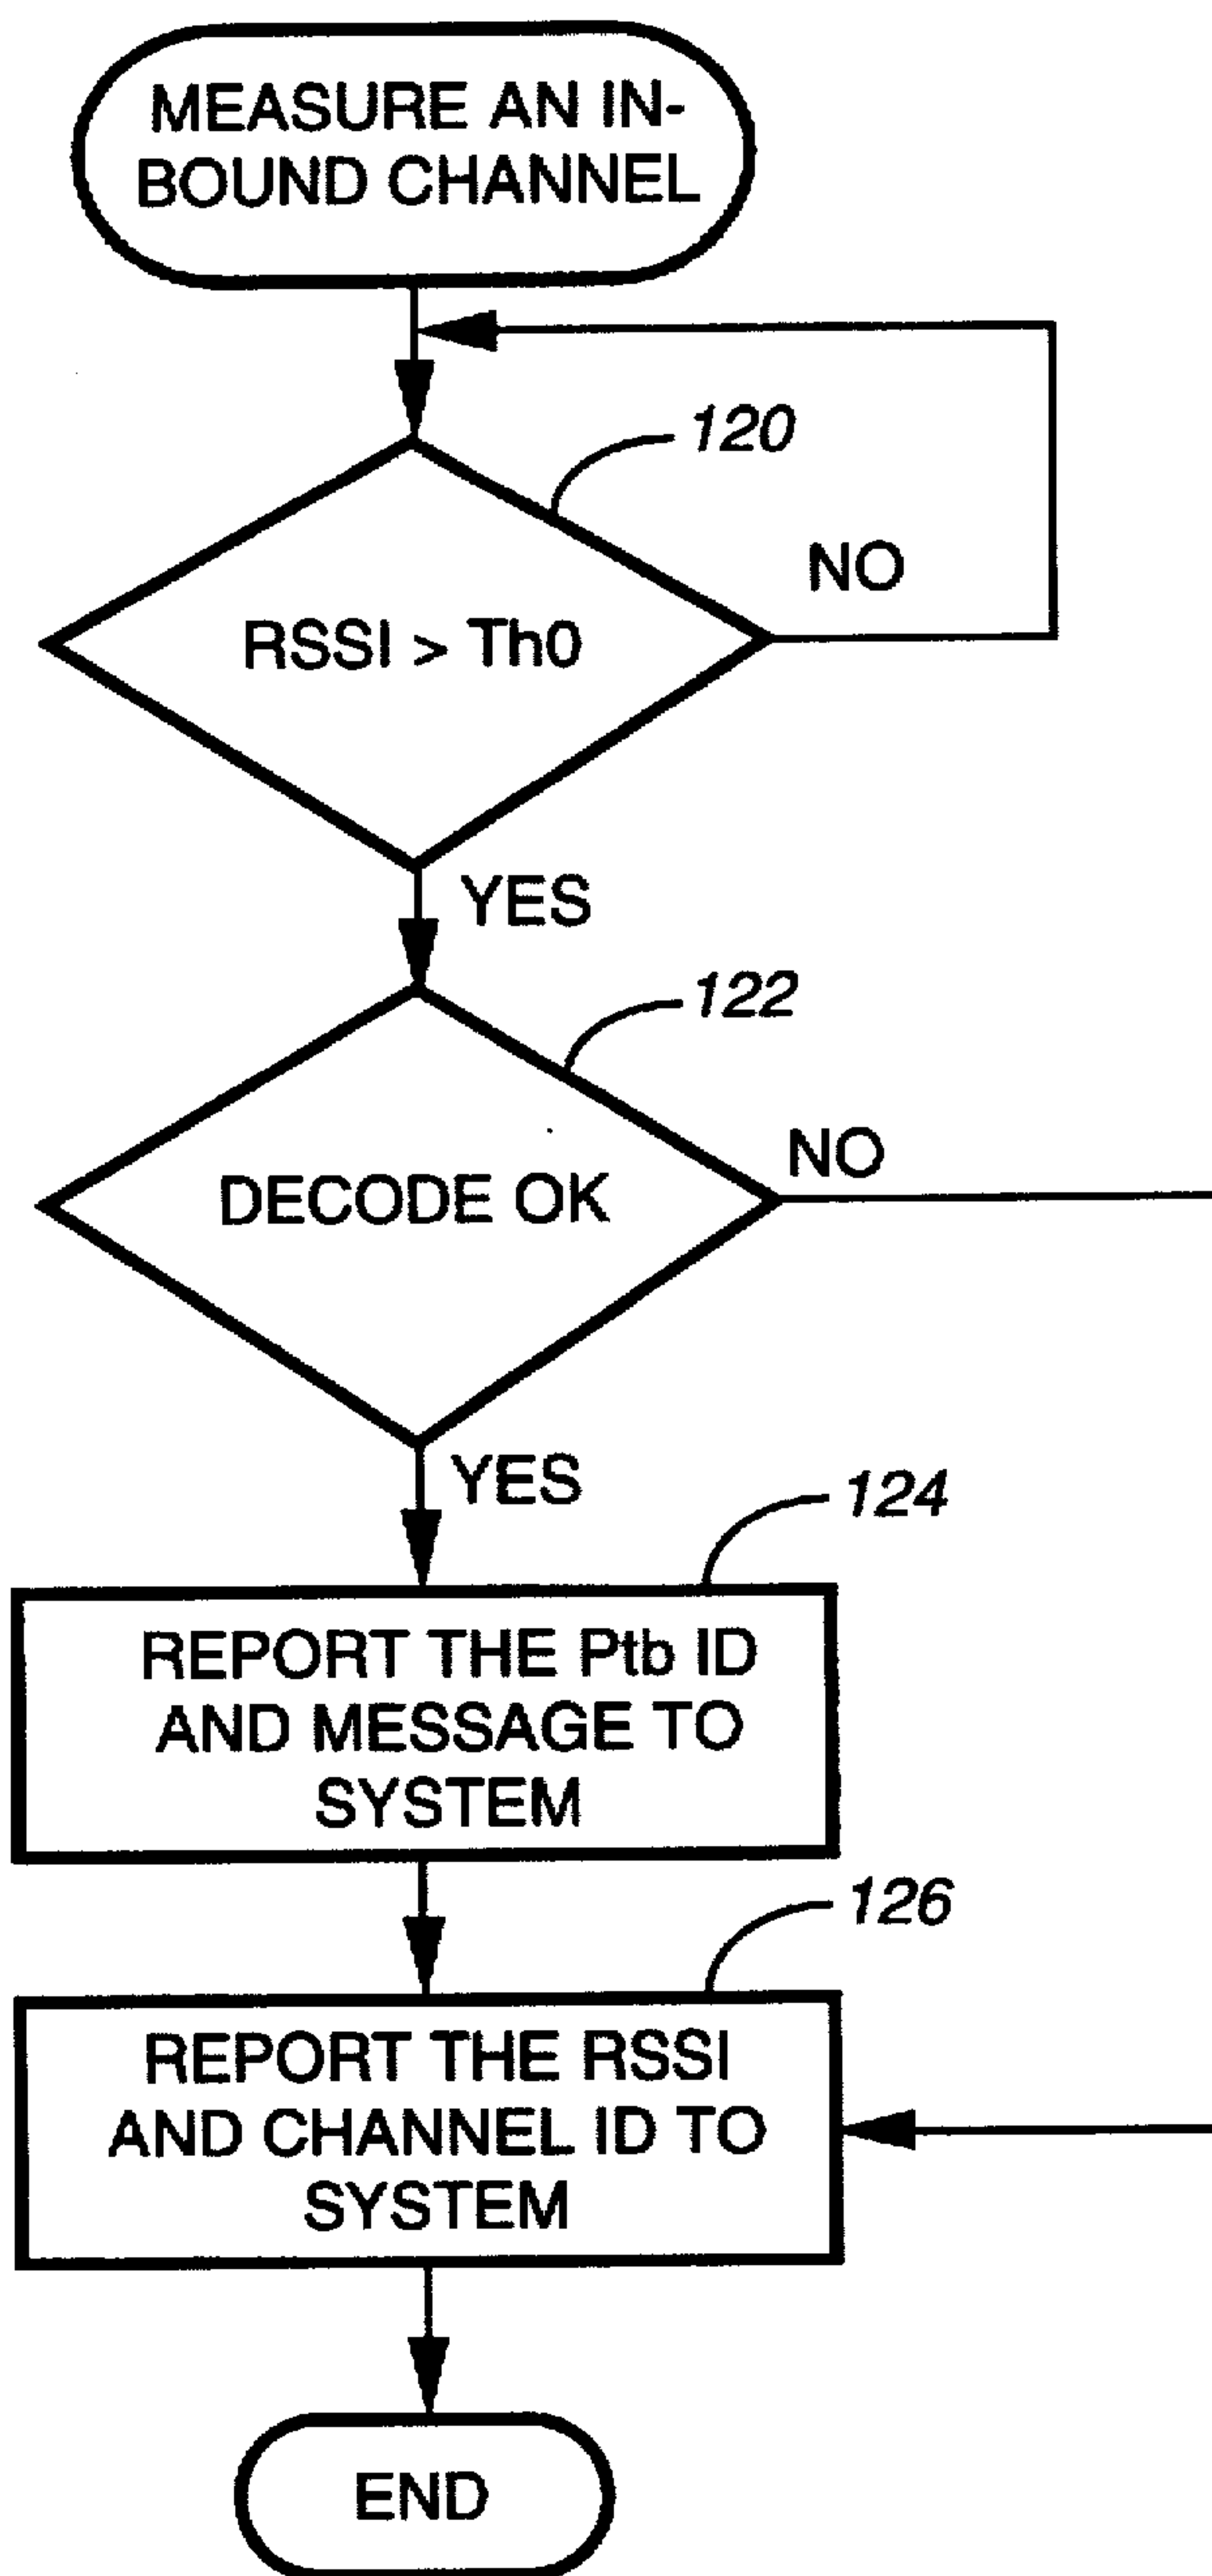 MEASURE AN IN-
BOUND CHANNEL
120
NO
RSSI > Th0
YES
122
NO
DECODE OK
YES
124
REPORT THE Ptb ID
AND MESSAGE TO
SYSTEM
126
REPORT THE RSSI
AND CHANNEL ID TO
SYSTEM
END